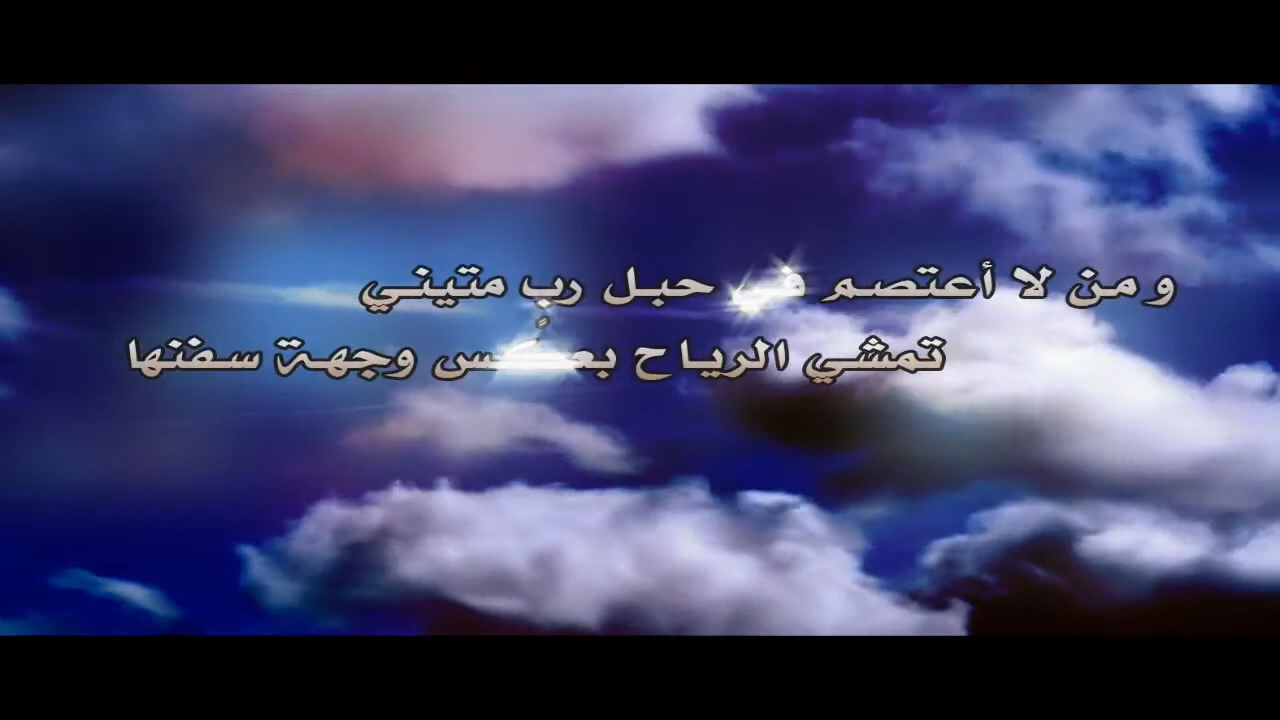 و من لا أعتصم في حبل ربٍ متيني
تمشي الرياح بعكس وجهة سفنها